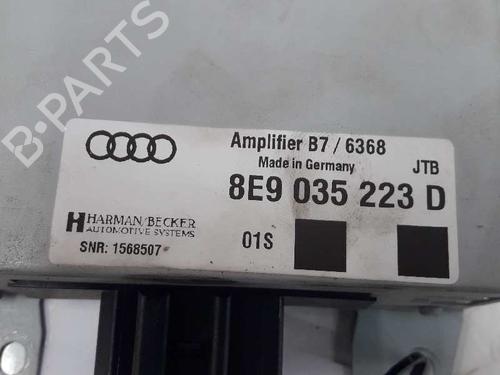 B-PARTS
Amplifier B7 / 6368
Made in Germany
JTB
8E9 035 223 D
HARMAN/BECKER
AUTOMOTIVE SYSTEMS
01S
SNR: 1568507